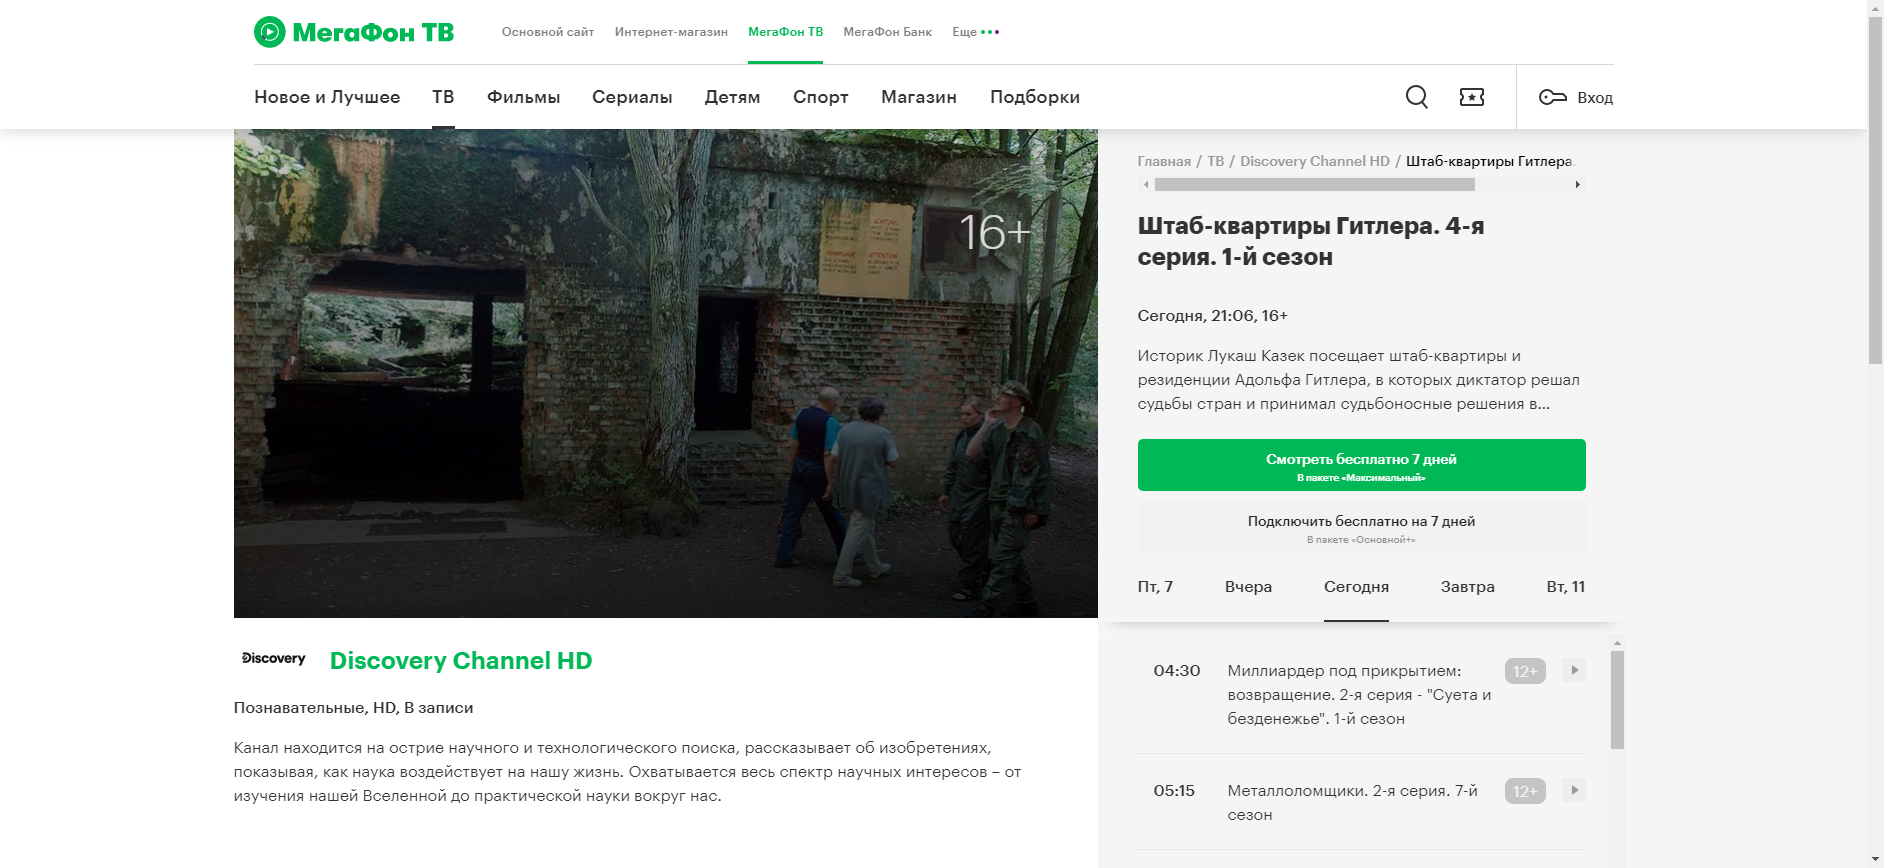 МегаФон ТВ
Основной сайт
Интернет-магазин
МегаФон ТВ
МегаФон Банк
Еще
Новое и Лучшее
ТВ
Фильмы
Сериалы
Детям
Спорт
Магазин
Подборки
Вход
16+
Главная / ТВ / Discovery Channel HD / Штаб-квартиры Гитлера.
Штаб-квартиры Гитлера. 4-я
серия. 1-й сезон
Сегодня, 21:06, 16+
Историк Лукаш Казек посещает штаб-квартиры и
резиденции Адольфа Гитлера, в которых диктатор решал
судьбы стран и принимал судьбоносные решения в...
Смотреть бесплатно 7 дней
В пакете «Максимальный»
Подключить бесплатно на 7 дней
В пакете «Основной+»
Пт, 7
Вчера
Сегодня
Завтра
Вт, 11
Discovery
Discovery Channel HD
Познавательные, HD, В записи
Канал находится на острие научного и технологического поиска, рассказывает об изобретениях,
показывая, как наука воздействует на нашу жизнь. Охватывается весь спектр научных интересов – от
изучения нашей Вселенной до практической науки вокруг нас.
04:30
Миллиардер под прикрытием:
возвращение. 2-я серия - "Суета и
безденежье". 1-й сезон
12+
05:15
Металлоломщики. 2-я серия. 7-й
сезон
12+